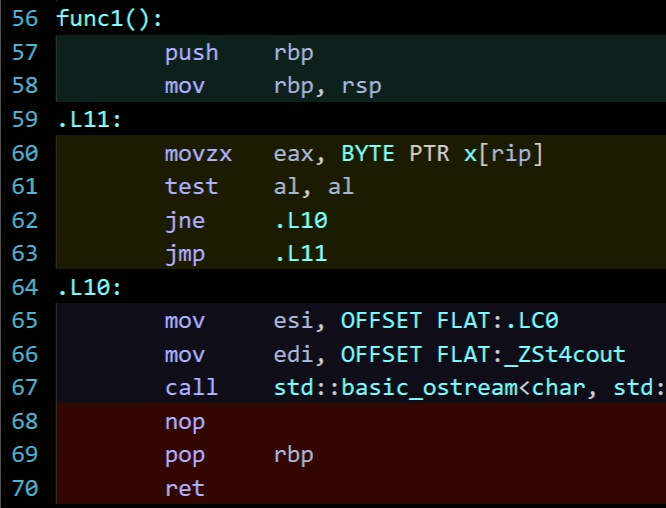 56 func1():
57 push rbp
58 mov rbp, rsp
59 .L11:
60 movzx eax, BYTE PTR x[rip]
61 test al, al
62 jne .L10
63 jmp .L11
64 .L10:
65 mov esi, OFFSET FLAT:.LC0
66 mov edi, OFFSET FLAT:_ZSt4cout
67 call std::basic_ostream<char, std:
68 nop
69 pop rbp
70 ret